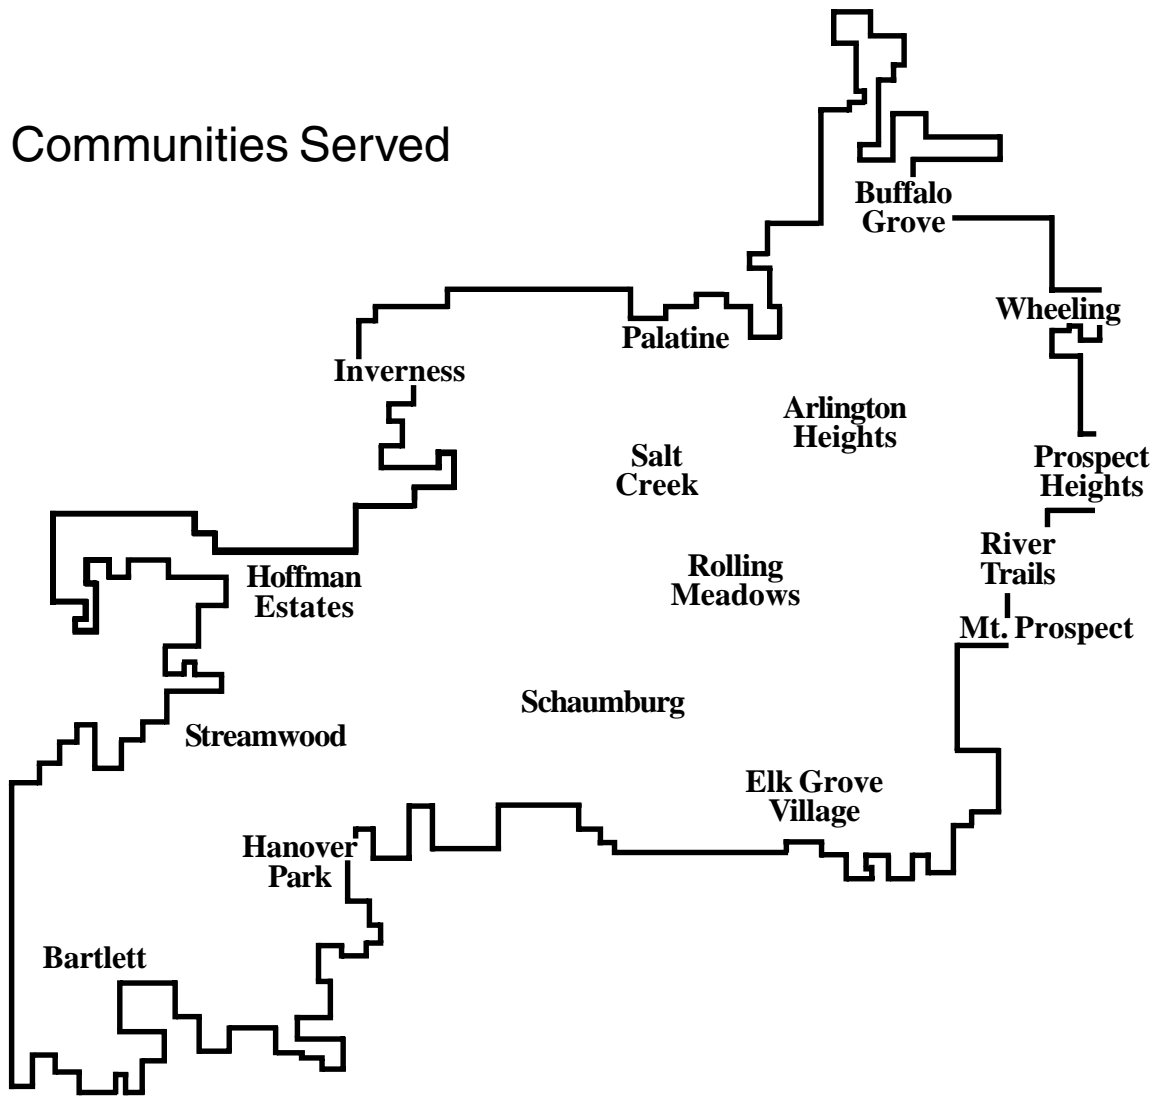 Communities Served
Buffalo
Grove
Wheeling
Palatine
Inverness
Arlington
Heights
Salt
Creek
Prospect
Heights
River
Trails
Rolling
Meadows
Hoffman
Estates
Mt. Prospect
Schaumburg
Streamwood
Elk Grove
Village
Hanover
Park
Bartlett